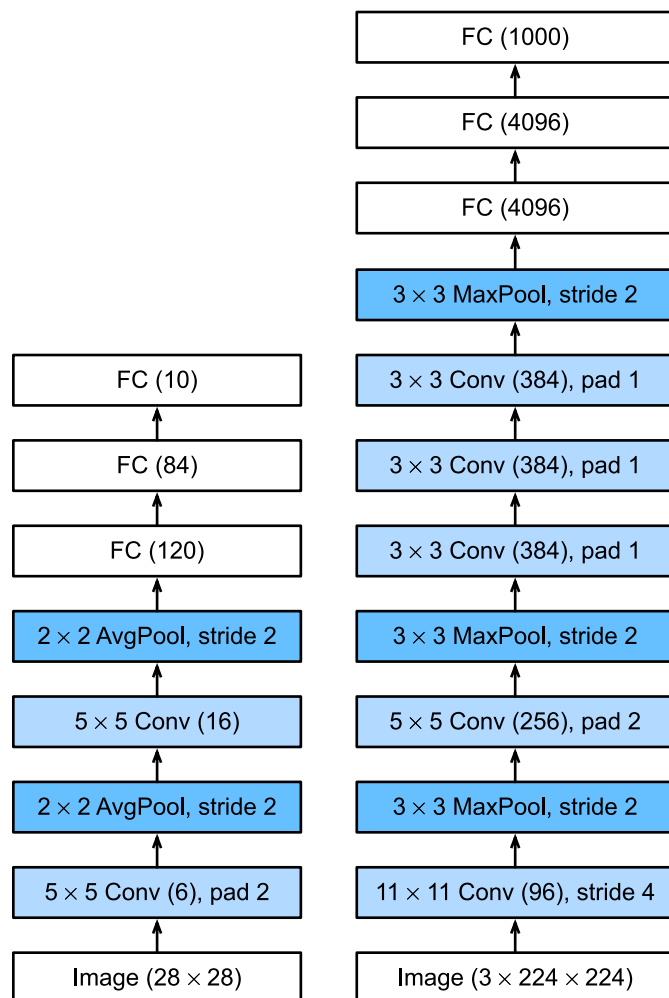 FC (10)
FC (84)
FC (120)
2 × 2 AvgPool, stride 2
5 × 5 Conv (16)
2 × 2 AvgPool, stride 2
5 × 5 Conv (6), pad 2
Image (28 × 28)
FC (1000)
FC (4096)
FC (4096)
3 × 3 MaxPool, stride 2
3 × 3 Conv (384), pad 1
3 × 3 Conv (384), pad 1
3 × 3 Conv (384), pad 1
3 × 3 MaxPool, stride 2
5 × 5 Conv (256), pad 2
3 × 3 MaxPool, stride 2
11 × 11 Conv (96), stride 4
Image (3 × 224 × 224)